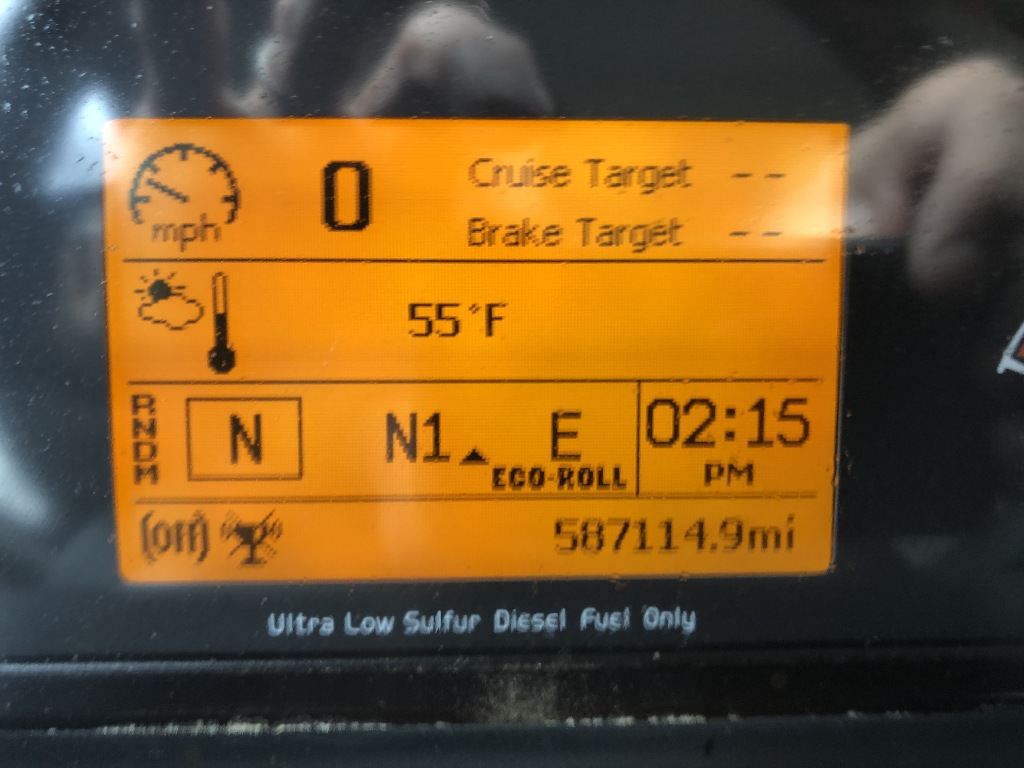 mph 0 Cruise Target --
Brake Target --
55°F
RNDM N N1 E 02:15
ECO-ROLL PM
(Off) 587114.9mi
Ultra Low Sulfur Diesel Fuel Only